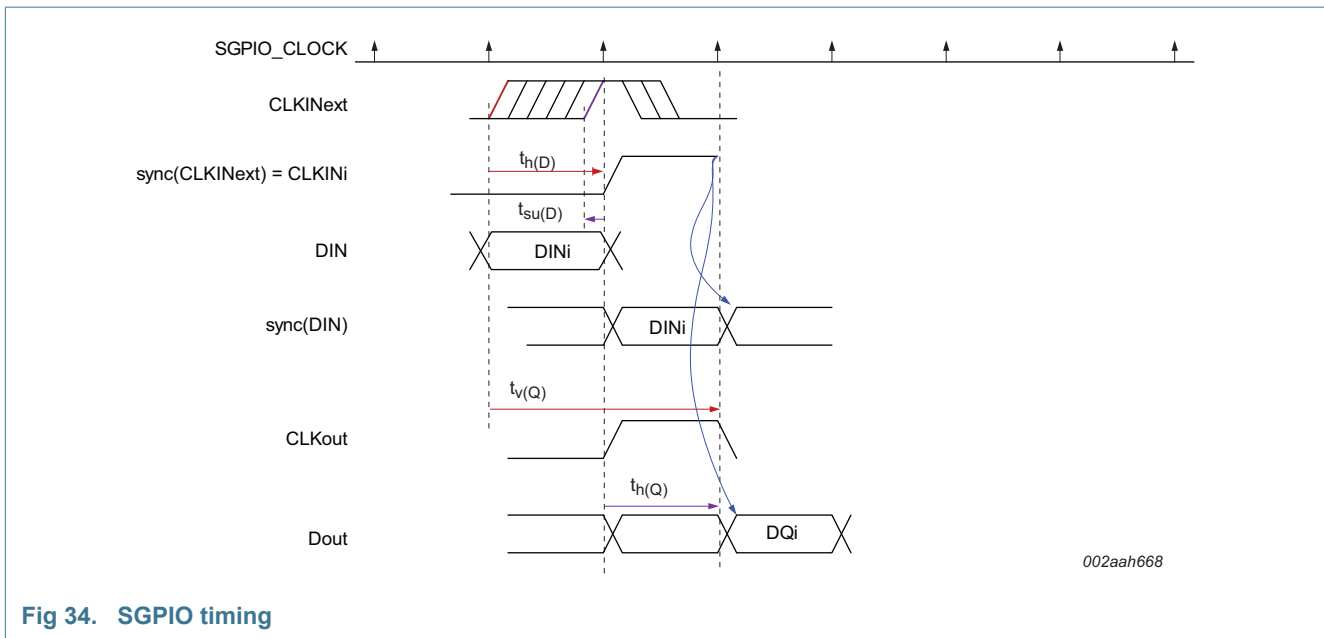 SGPIO_CLOCK
CLKINext
sync(CLKINext) = CLKINi
th(D)
tsu(D)
DIN
DINi
sync(DIN)
DINi
tv(Q)
CLKout
th(Q)
Dout
DQi
002aah668
Fig 34. SGPIO timing